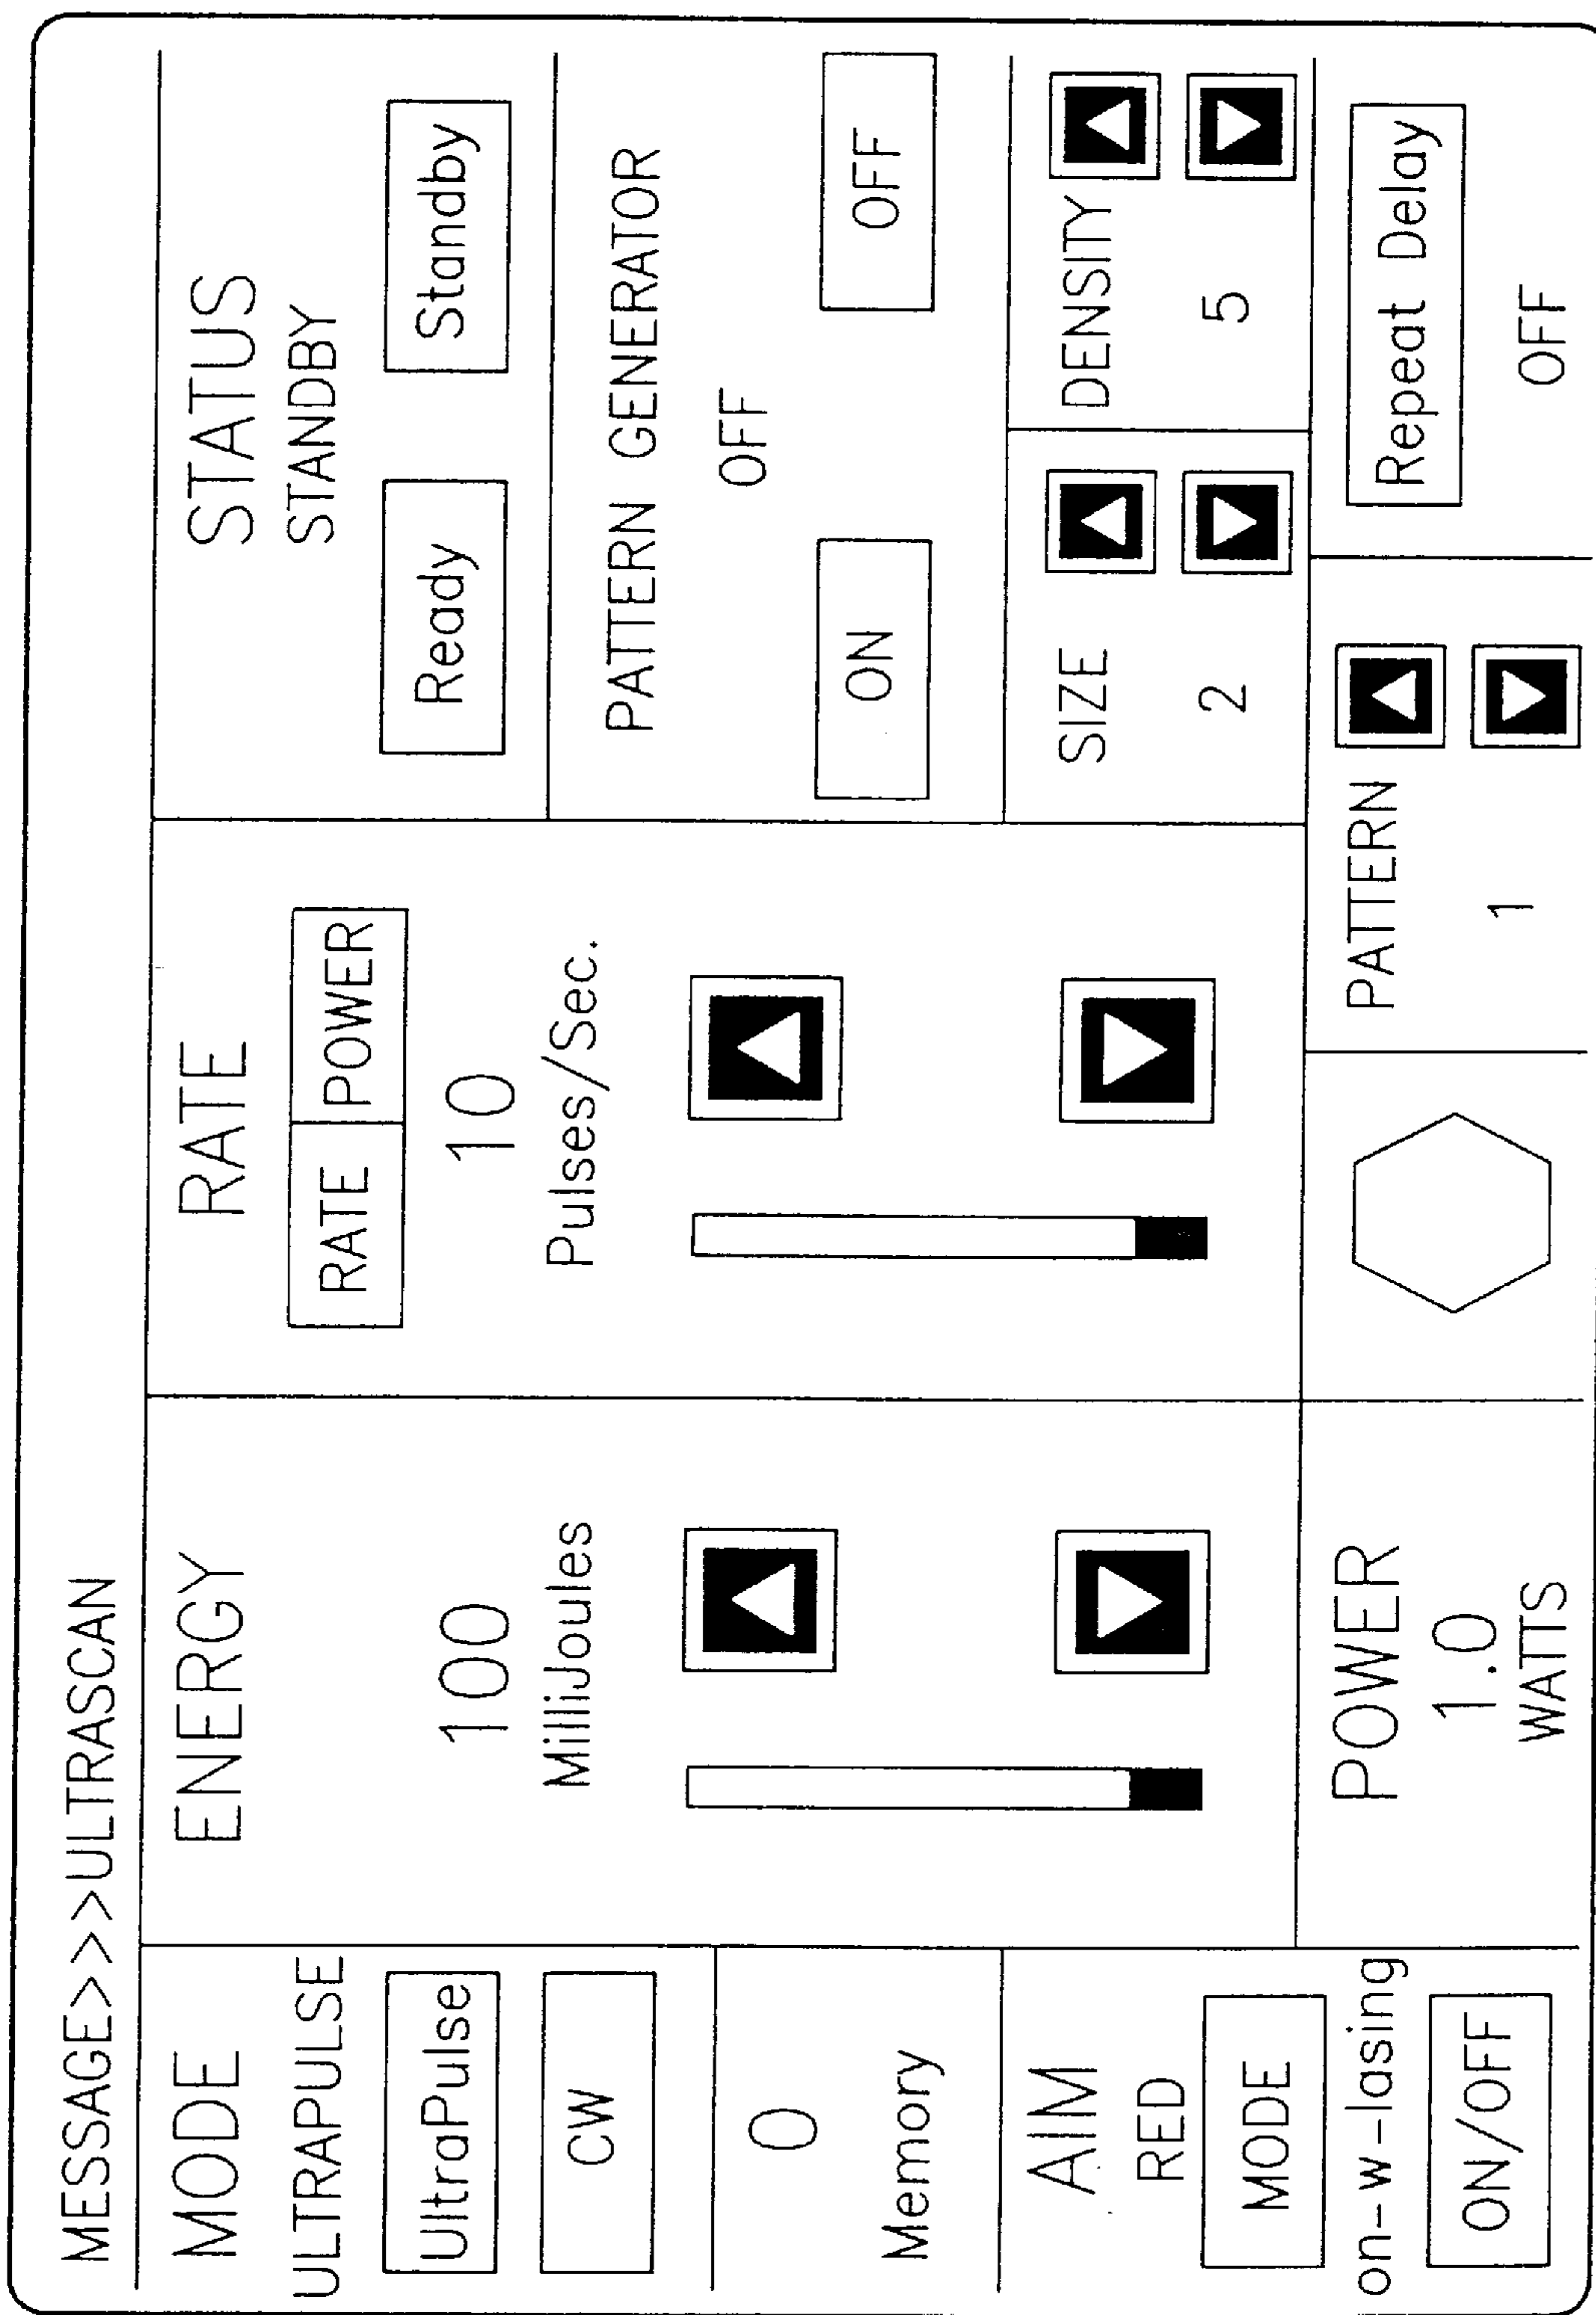 MESSAGE>>>ULTRASCAN
MODE
ULTRAPULSE
UltraPulse
CW
0
Memory
AIM
RED
MODE
on-w-lasing
ON/OFF
ENERGY
100
MilliJoules
POWER
1.0
WATTS
RATE
RATE POWER
10
Pulses/Sec.
STATUS
STANDBY
Ready Standby
PATTERN GENERATOR
OFF
ON OFF
SIZE
2
DENSITY
5
PATTERN
1
Repeat Delay
OFF